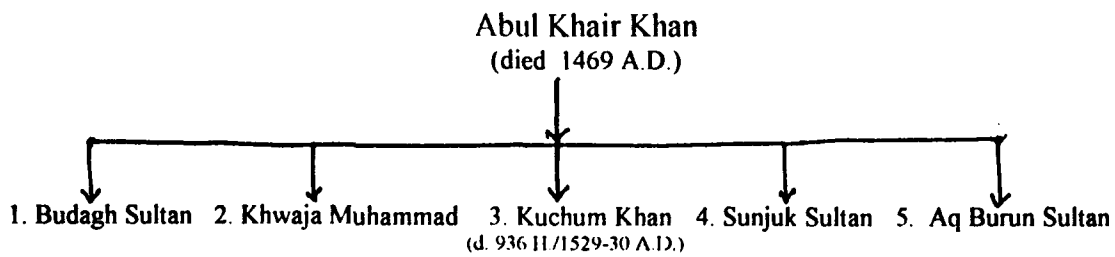 Abul Khair Khan
(died 1469 A.D.)
1. Budagh Sultan 2. Khwaja Muhammad 3. Kuchum Khan 4. Sunjuk Sultan 5. Aq Burun Sultan
(d. 936 H./1529-30 A.D.)